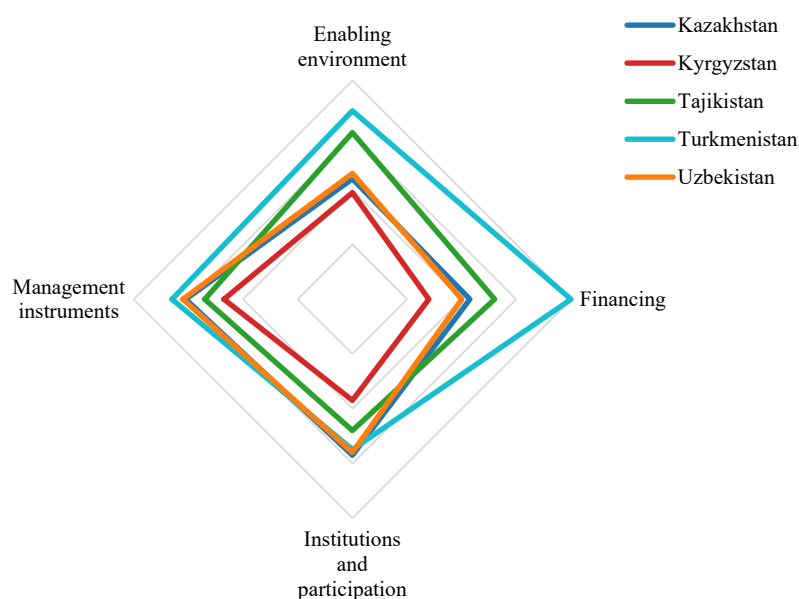 Enabling
environment
Kazakhstan
Kyrgyzstan
Tajikistan
Turkmenistan
Uzbekistan
Management
instruments
Financing
Institutions
and
participation